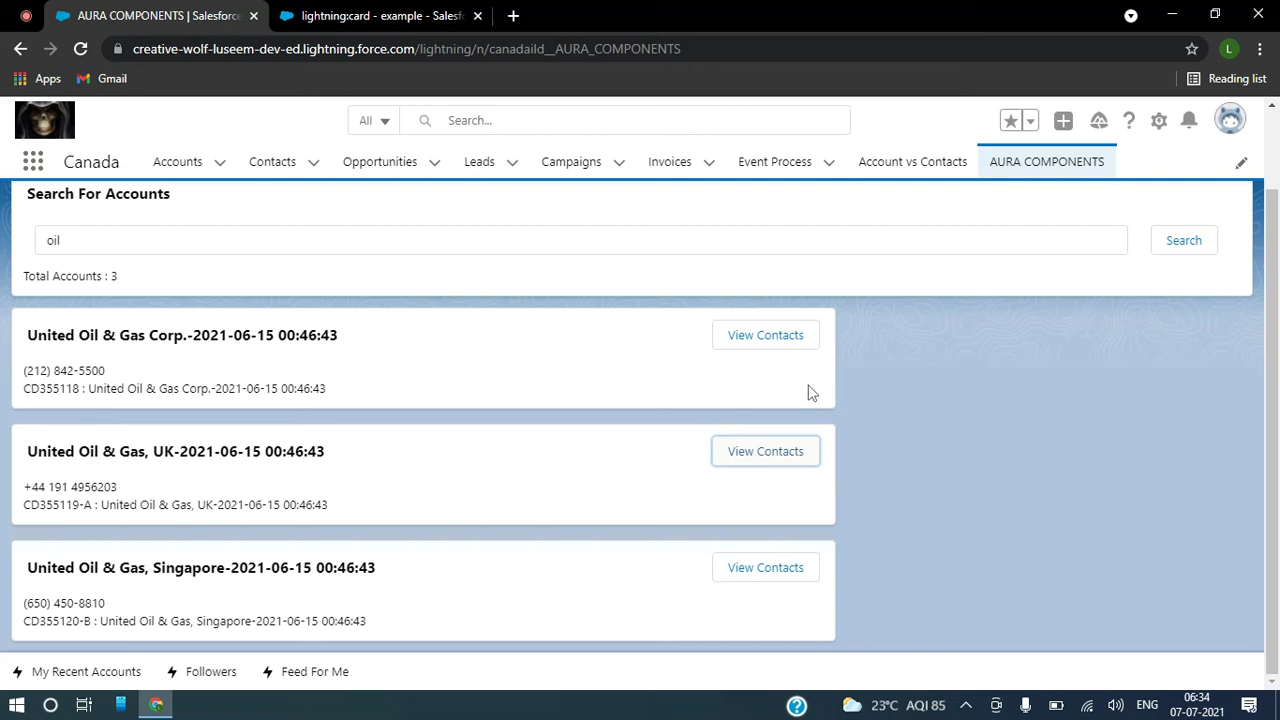 AURA COMPONENTS | Salesforce
lightning:card - example - Salesfo
creative-wolf-luseem-dev-ed.lightning.force.com/lightning/n/canadaild__AURA_COMPONENTS
L
Apps
Gmail
Reading list
All
Search...
Canada
Accounts
Contacts
Opportunities
Leads
Campaigns
Invoices
Event Process
Account vs Contacts
AURA COMPONENTS
Search For Accounts
oil
Search
Total Accounts : 3
United Oil & Gas Corp.-2021-06-15 00:46:43
View Contacts
(212) 842-5500
CD355118 : United Oil & Gas Corp.-2021-06-15 00:46:43
United Oil & Gas, UK-2021-06-15 00:46:43
View Contacts
+44 191 4956203
CD355119-A : United Oil & Gas, UK-2021-06-15 00:46:43
United Oil & Gas, Singapore-2021-06-15 00:46:43
View Contacts
(650) 450-8810
CD355120-B : United Oil & Gas, Singapore-2021-06-15 00:46:43
My Recent Accounts
Followers
Feed For Me
23°C AQI 85
ENG
06:34
07-07-2021